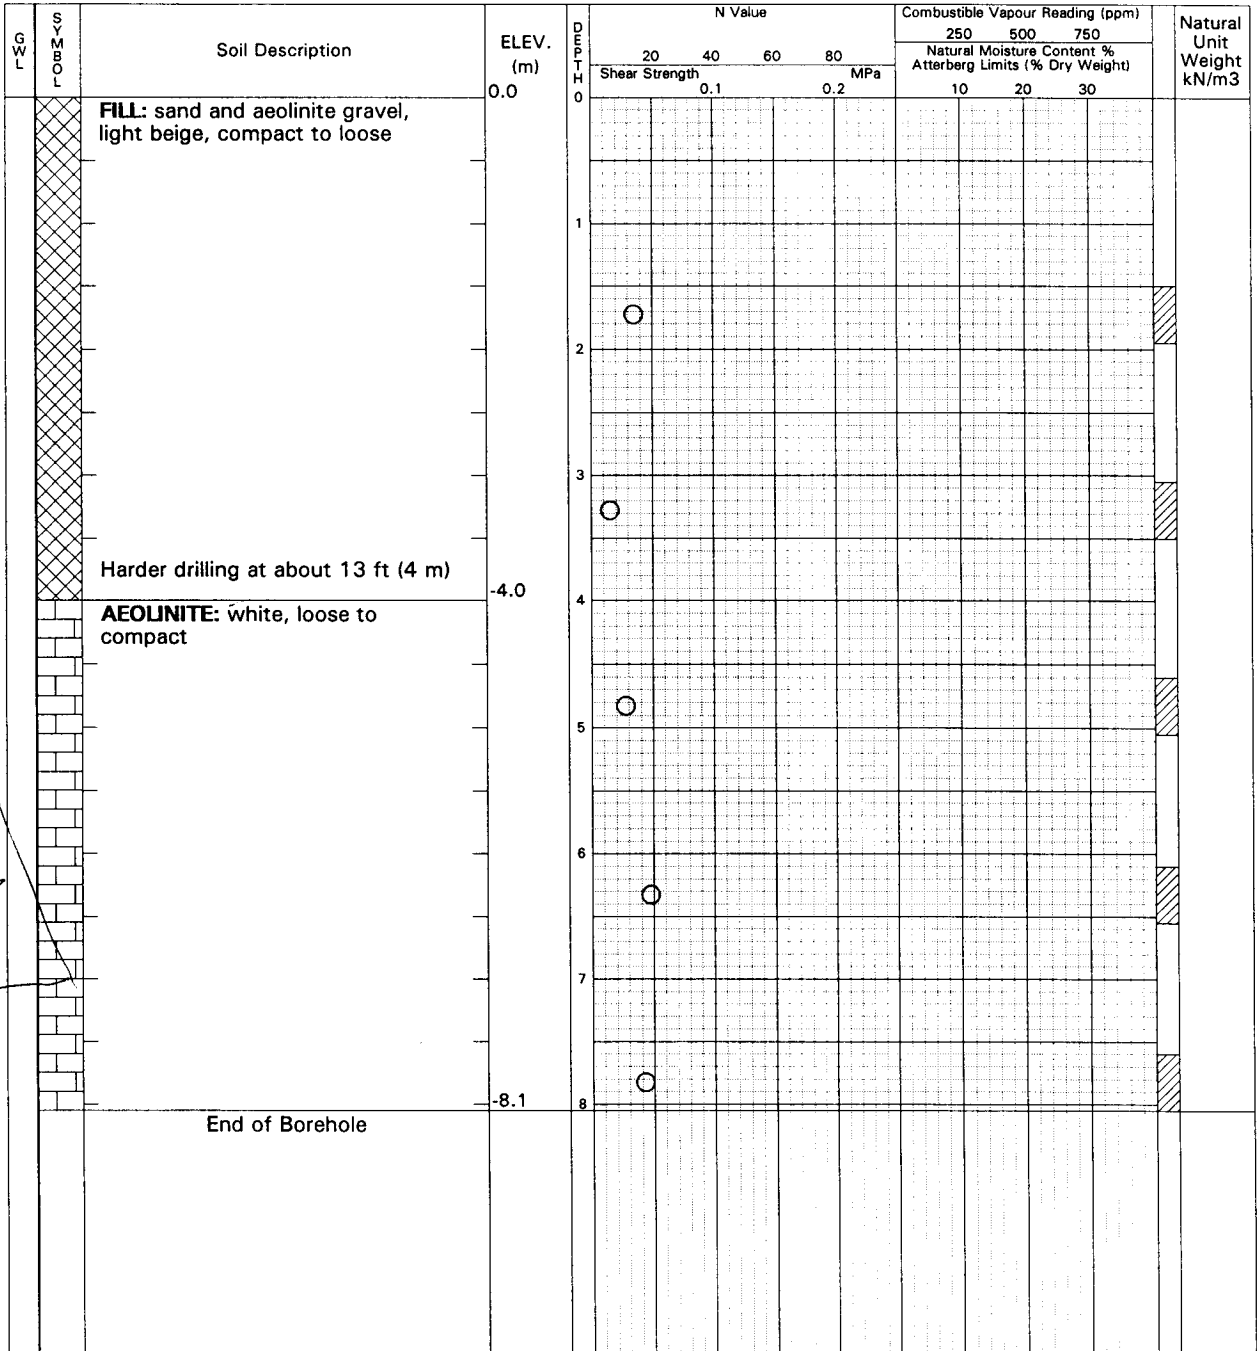 GWL
SYMBOL
Soil Description
ELEV.
(m)
DEPTH
N Value
20 40 60 80
Shear Strength MPa
0.1 0.2
Combustible Vapour Reading (ppm)
250 500 750
Natural Moisture Content %
Atterberg Limits (% Dry Weight)
10 20 30
Natural
Unit
Weight
kN/m3
0.0
0
FILL: sand and aeolinite gravel,
light beige, compact to loose
1
2
3
Harder drilling at about 13 ft (4 m)
-4.0
4
AEOLINITE: white, loose to
compact
5
6
7
8
-8.1
End of Borehole